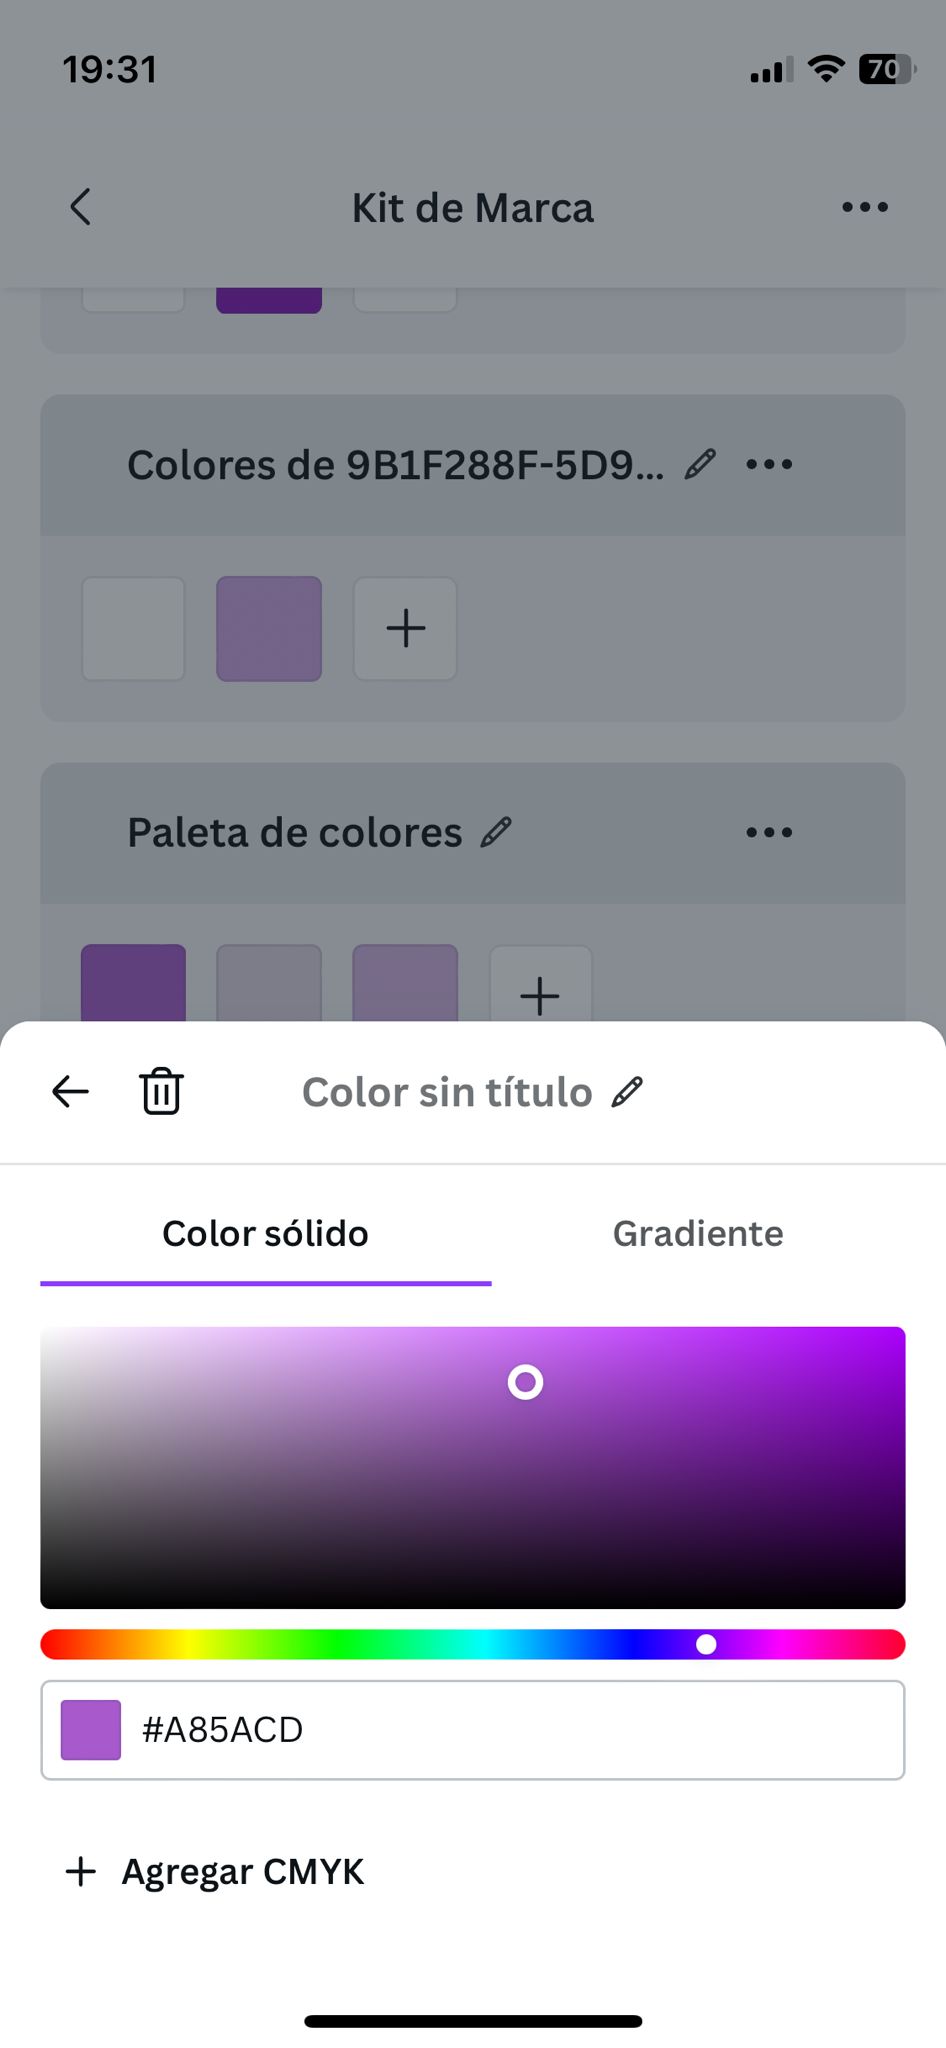 19:31
70
Kit de Marca
Colores de 9B1F288F-5D9...
Paleta de colores
Color sin título
Color sólido
Gradiente
#A85ACD
Agregar CMYK